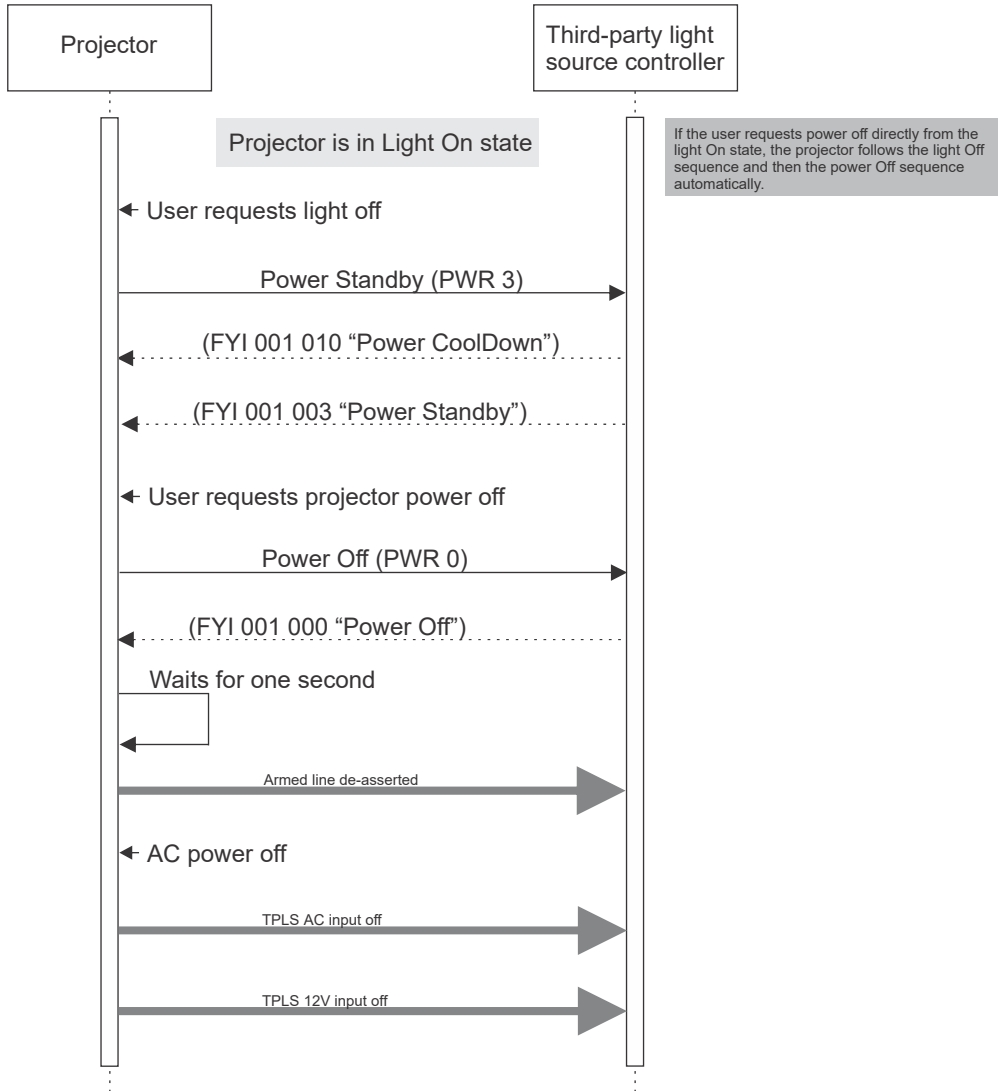 Projector
Third-party light
source controller
Projector is in Light On state
If the user requests power off directly from the
light On state, the projector follows the light Off
sequence and then the power Off sequence
automatically.
User requests light off
Power Standby (PWR 3)
(FYI 001 010 “Power CoolDown”)
(FYI 001 003 “Power Standby”)
User requests projector power off
Power Off (PWR 0)
(FYI 001 000 “Power Off”)
Waits for one second
Armed line de-asserted
AC power off
TPLS AC input off
TPLS 12V input off